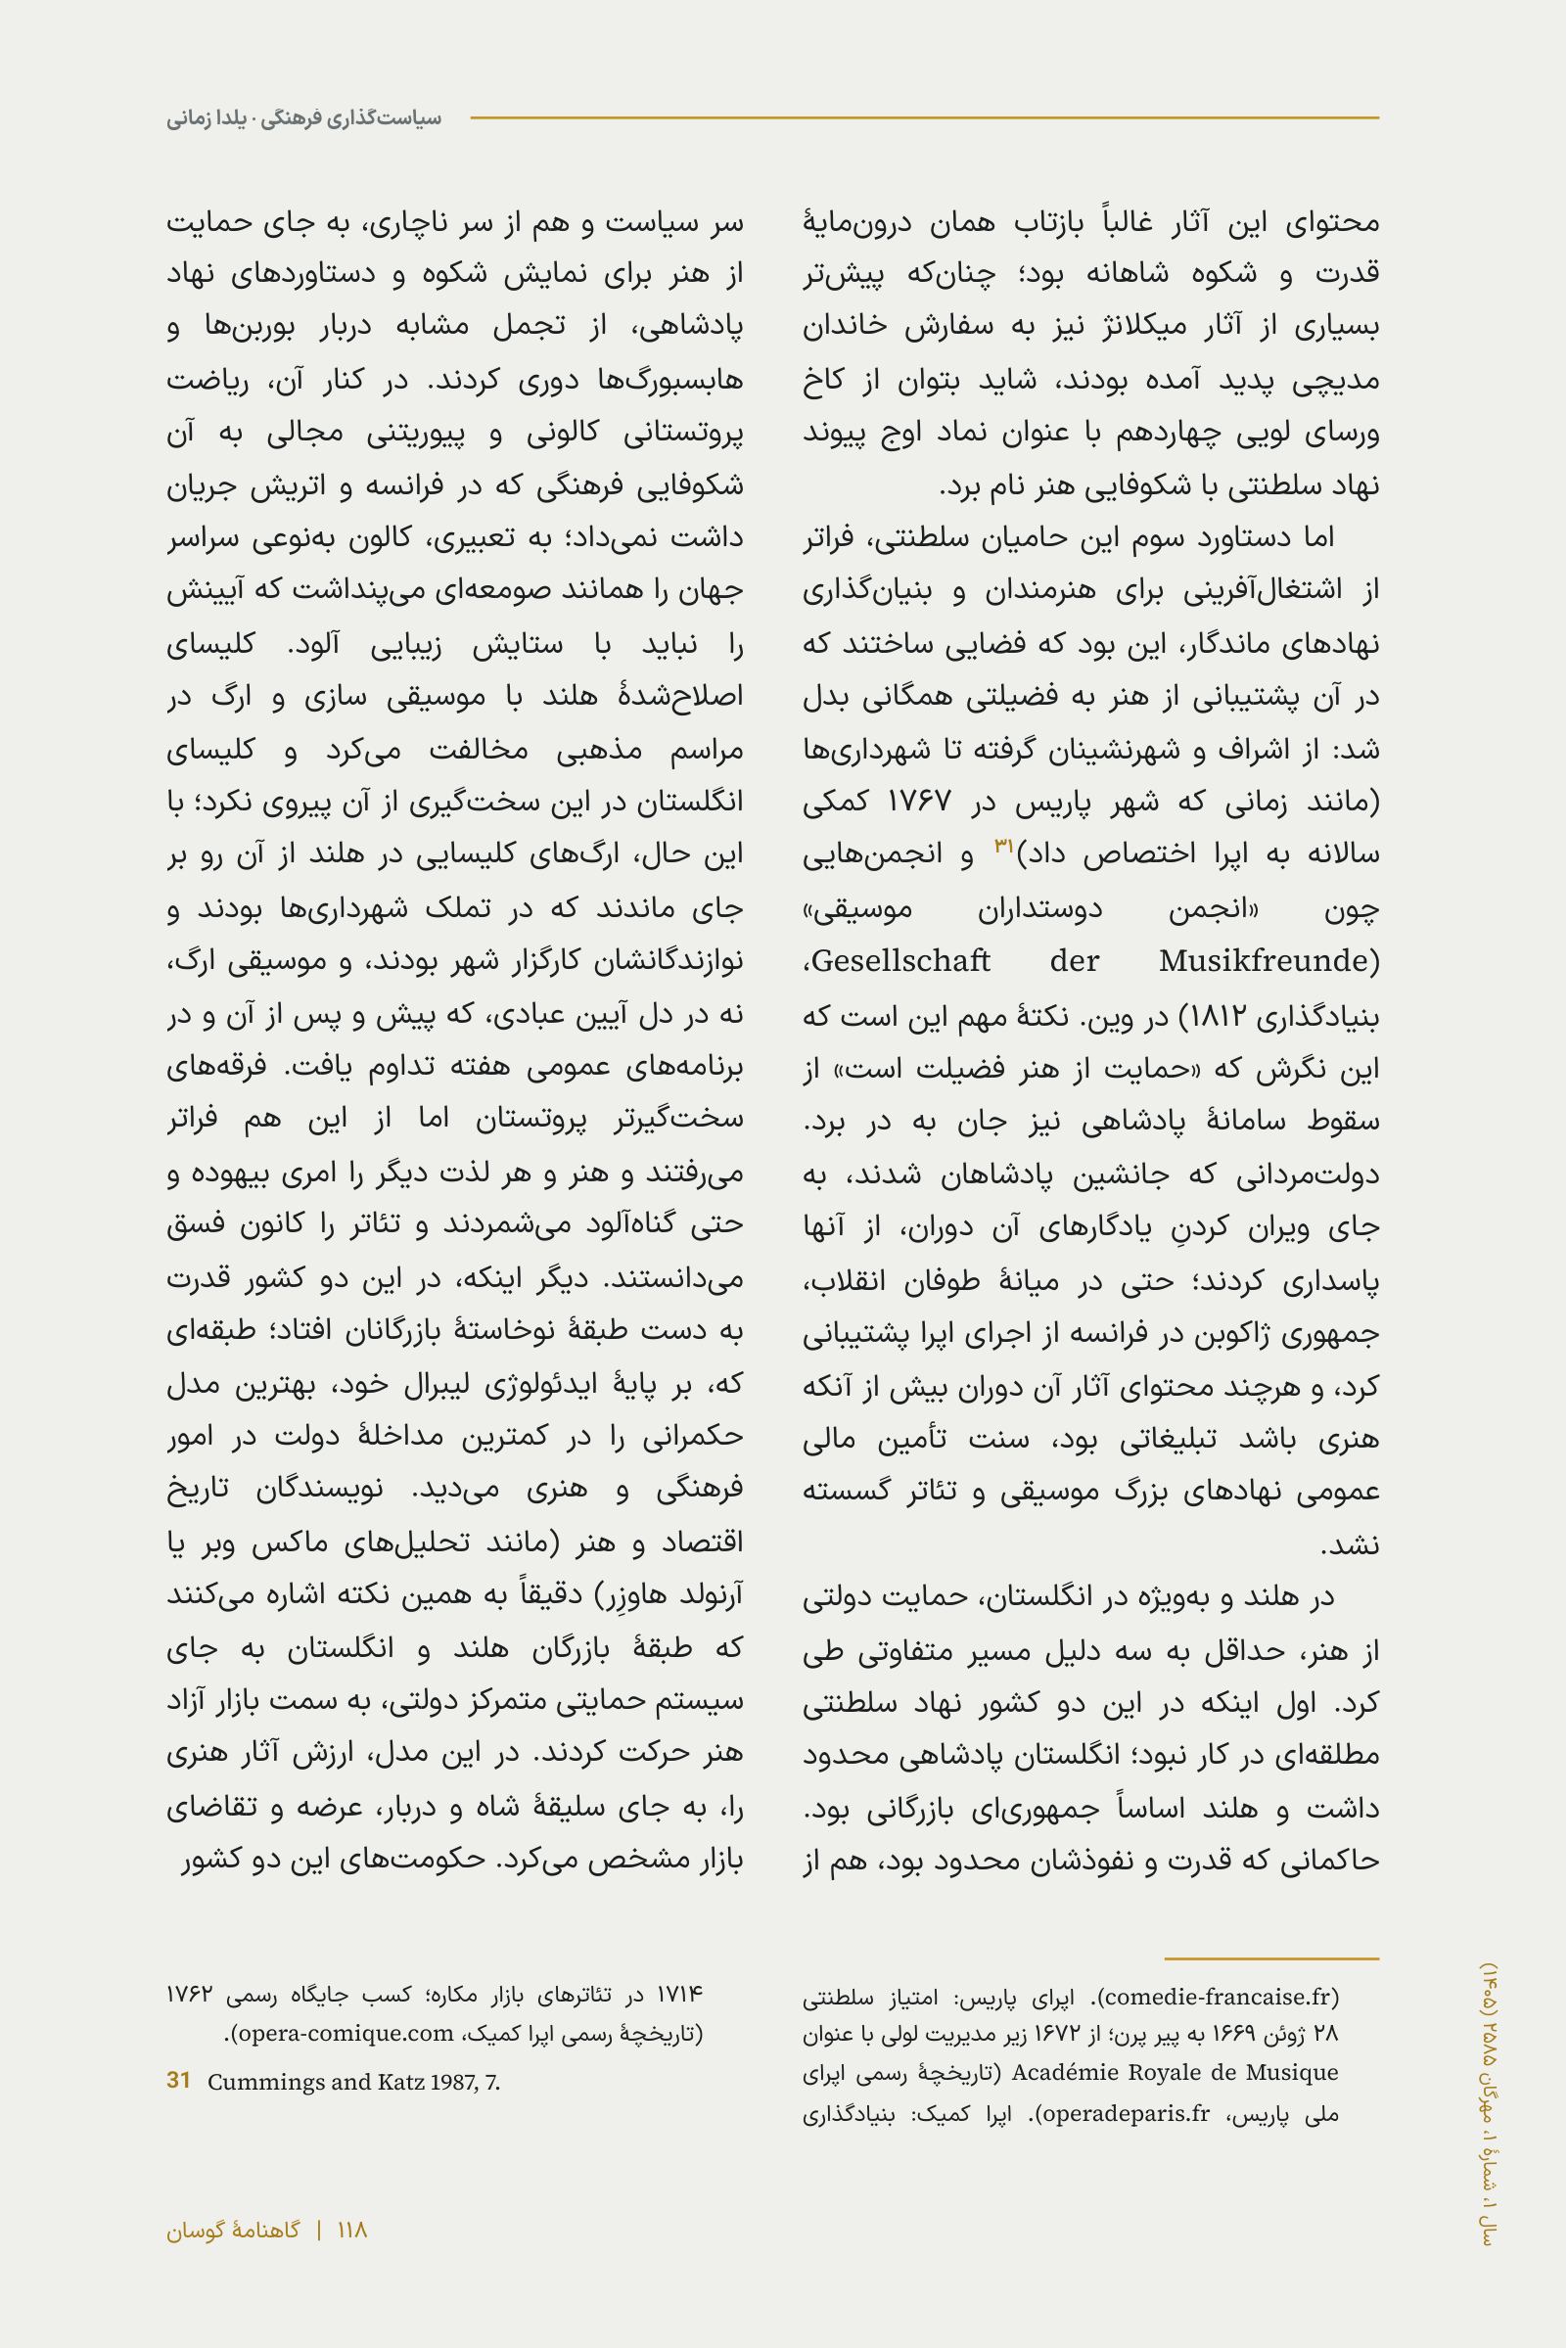 سیاست‌گذاری فرهنگی · یلدا زمانی
محتوای این آثار غالباً بازتاب همان درون‌مایهٔ
قدرت و شکوه شاهانه بود؛ چنان‌که پیش‌تر
بسیاری از آثار میکلانژ نیز به سفارش خاندان
مدیچی پدید آمده بودند، شاید بتوان از کاخ
ورسای لویی چهاردهم با عنوان نماد اوج پیوند
نهاد سلطنتی با شکوفایی هنر نام برد.
اما دستاورد سوم این حامیان سلطنتی، فراتر
از اشتغال‌آفرینی برای هنرمندان و بنیان‌گذاری
نهادهای ماندگار، این بود که فضایی ساختند که
در آن پشتیبانی از هنر به فضیلتی همگانی بدل
شد: از اشراف و شهرنشینان گرفته تا شهرداری‌ها
(مانند زمانی که شهر پاریس در ۱۷۶۷ کمکی
سالانه به اپرا اختصاص داد)۳۱ و انجمن‌هایی
چون «انجمن دوستداران موسیقی»
(Gesellschaft der Musikfreunde،
بنیادگذاری ۱۸۱۲) در وین. نکتهٔ مهم این است که
این نگرش که «حمایت از هنر فضیلت است» از
سقوط سامانهٔ پادشاهی نیز جان به در برد.
دولت‌مردانی که جانشین پادشاهان شدند، به
جای ویران کردنِ یادگارهای آن دوران، از آنها
پاسداری کردند؛ حتی در میانهٔ طوفان انقلاب،
جمهوری ژاکوبن در فرانسه از اجرای اپرا پشتیبانی
کرد، و هرچند محتوای آثار آن دوران بیش از آنکه
هنری باشد تبلیغاتی بود، سنت تأمین مالی
عمومی نهادهای بزرگ موسیقی و تئاتر گسسته
نشد.
در هلند و به‌ویژه در انگلستان، حمایت دولتی
از هنر، حداقل به سه دلیل مسیر متفاوتی طی
کرد. اول اینکه در این دو کشور نهاد سلطنتی
مطلقه‌ای در کار نبود؛ انگلستان پادشاهی محدود
داشت و هلند اساساً جمهوری‌ای بازرگانی بود.
حاکمانی که قدرت و نفوذشان محدود بود، هم از
سر سیاست و هم از سر ناچاری، به جای حمایت
از هنر برای نمایش شکوه و دستاوردهای نهاد
پادشاهی، از تجمل مشابه دربار بوربن‌ها و
هابسبورگ‌ها دوری کردند. در کنار آن، ریاضت
پروتستانی کالونی و پیوریتنی مجالی به آن
شکوفایی فرهنگی که در فرانسه و اتریش جریان
داشت نمی‌داد؛ به تعبیری، کالون به‌نوعی سراسر
جهان را همانند صومعه‌ای می‌پنداشت که آیینش
را نباید با ستایش زیبایی آلود. کلیسای
اصلاح‌شدهٔ هلند با موسیقی سازی و ارگ در
مراسم مذهبی مخالفت می‌کرد و کلیسای
انگلستان در این سخت‌گیری از آن پیروی نکرد؛ با
این حال، ارگ‌های کلیسایی در هلند از آن رو بر
جای ماندند که در تملک شهرداری‌ها بودند و
نوازندگانشان کارگزار شهر بودند، و موسیقی ارگ،
نه در دل آیین عبادی، که پیش و پس از آن و در
برنامه‌های عمومی هفته تداوم یافت. فرقه‌های
سخت‌گیرتر پروتستان اما از این هم فراتر
می‌رفتند و هنر و هر لذت دیگر را امری بیهوده و
حتی گناه‌آلود می‌شمردند و تئاتر را کانون فسق
می‌دانستند. دیگر اینکه، در این دو کشور قدرت
به دست طبقهٔ نوخاستهٔ بازرگانان افتاد؛ طبقه‌ای
که، بر پایهٔ ایدئولوژی لیبرال خود، بهترین مدل
حکمرانی را در کمترین مداخلهٔ دولت در امور
فرهنگی و هنری می‌دید. نویسندگان تاریخ
اقتصاد و هنر (مانند تحلیل‌های ماکس وبر یا
آرنولد هاوزِر) دقیقاً به همین نکته اشاره می‌کنند
که طبقهٔ بازرگان هلند و انگلستان به جای
سیستم حمایتی متمرکز دولتی، به سمت بازار آزاد
هنر حرکت کردند. در این مدل، ارزش آثار هنری
را، به جای سلیقهٔ شاه و دربار، عرضه و تقاضای
بازار مشخص می‌کرد. حکومت‌های این دو کشور
(comedie-francaise.fr). اپرای پاریس: امتیاز سلطنتی
۲۸ ژوئن ۱۶۶۹ به پیر پرن؛ از ۱۶۷۲ زیر مدیریت لولی با عنوان
Académie Royale de Musique (تاریخچهٔ رسمی اپرای
ملی پاریس، operadeparis.fr). اپرا کمیک: بنیادگذاری
۱۷۱۴ در تئاترهای بازار مکاره؛ کسب جایگاه رسمی ۱۷۶۲
(تاریخچهٔ رسمی اپرا کمیک، opera-comique.com).
31 Cummings and Katz 1987, 7.
سال ۱، شمارهٔ ۱، مهرگان ۲۵۸۵ (۱۴۰۵)
۱۱۸ | گاهنامهٔ گوسان